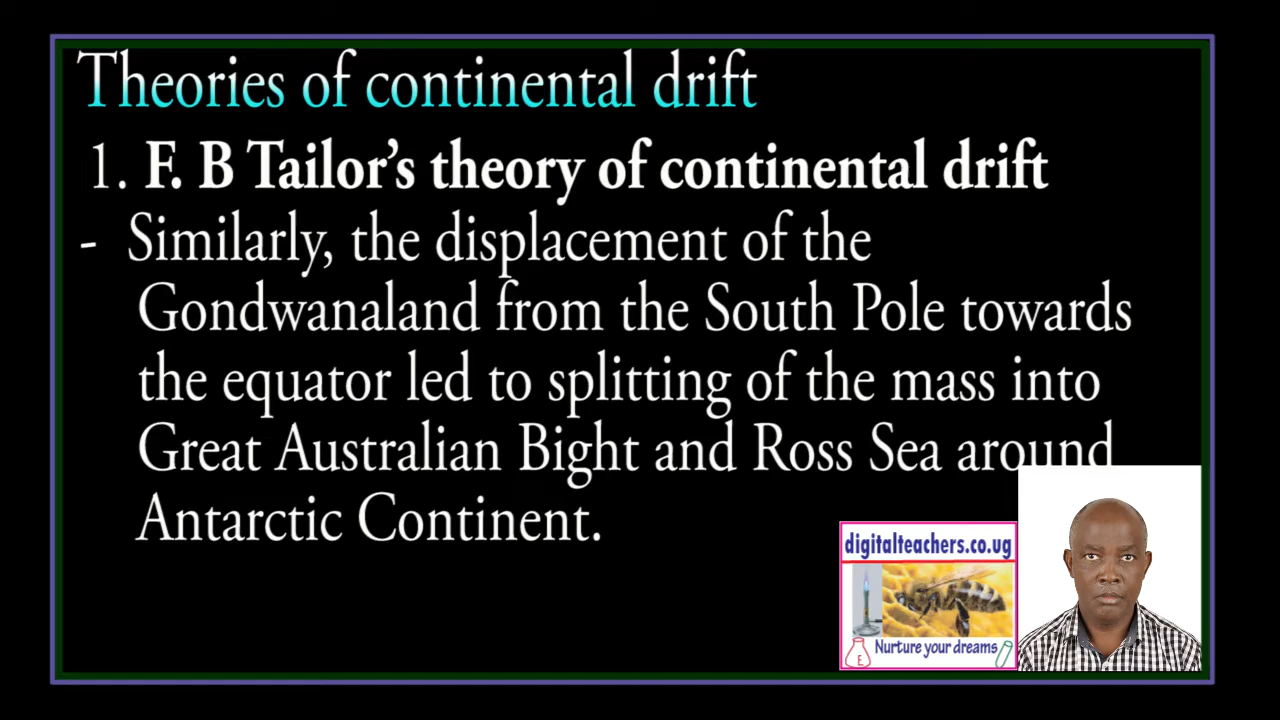 Theories of continental drift
1. F. B Tailor's theory of continental drift
- Similarly, the displacement of the
Gondwanaland from the South Pole towards
the equator led to splitting of the mass into
Great Australian Bight and Ross Sea around
Antarctic Continent.
digitalteachers.co.ug
Nurture your dreams
E